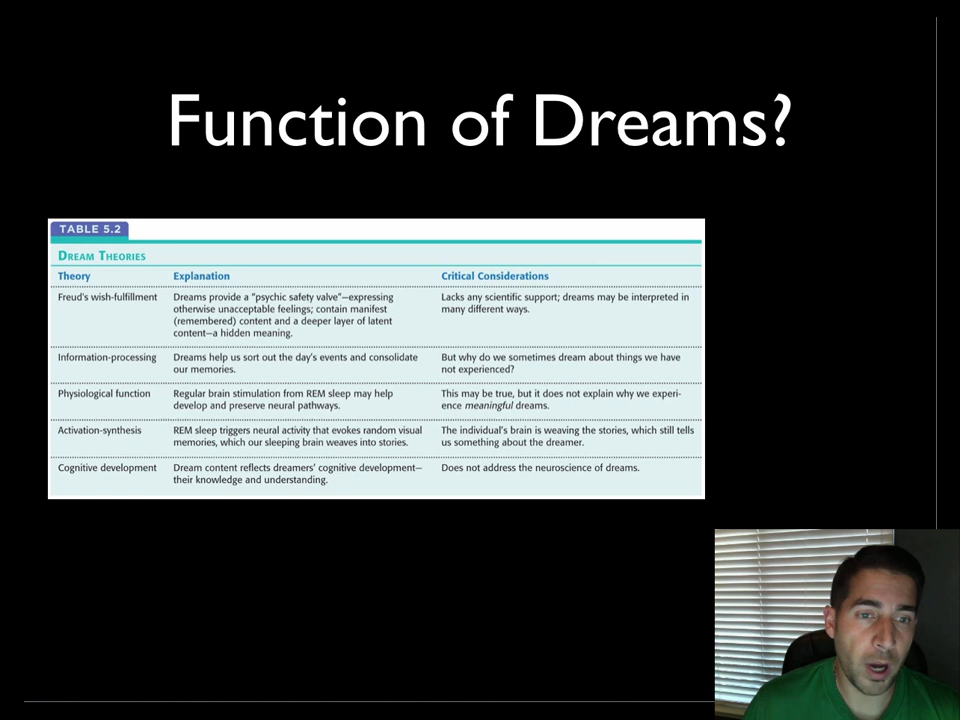 Function of Dreams?
TABLE 5.2
DREAM THEORIES
Theory Explanation Critical Considerations
Freud's wish-fulfillment Dreams provide a "psychic safety valve"—expressing Lacks any scientific support; dreams may be interpreted in
otherwise unacceptable feelings; contain manifest many different ways.
(remembered) content and a deeper layer of latent
content—a hidden meaning.
Information-processing Dreams help us sort out the day's events and consolidate But why do we sometimes dream about things we have
our memories. not experienced?
Physiological function Regular brain stimulation from REM sleep may help This may be true, but it does not explain why we experi-
develop and preserve neural pathways. ence meaningful dreams.
Activation-synthesis REM sleep triggers neural activity that evokes random visual The individual's brain is weaving the stories, which still tells
memories, which our sleeping brain weaves into stories. us something about the dreamer.
Cognitive development Dream content reflects dreamers' cognitive development— Does not address the neuroscience of dreams.
their knowledge and understanding.